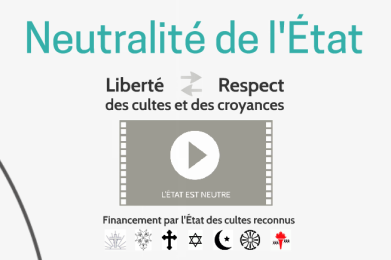 Neutralité de l'État
Liberté Respect
des cultes et des croyances
L'ÉTAT EST NEUTRE
Financement par l'État des cultes reconnus